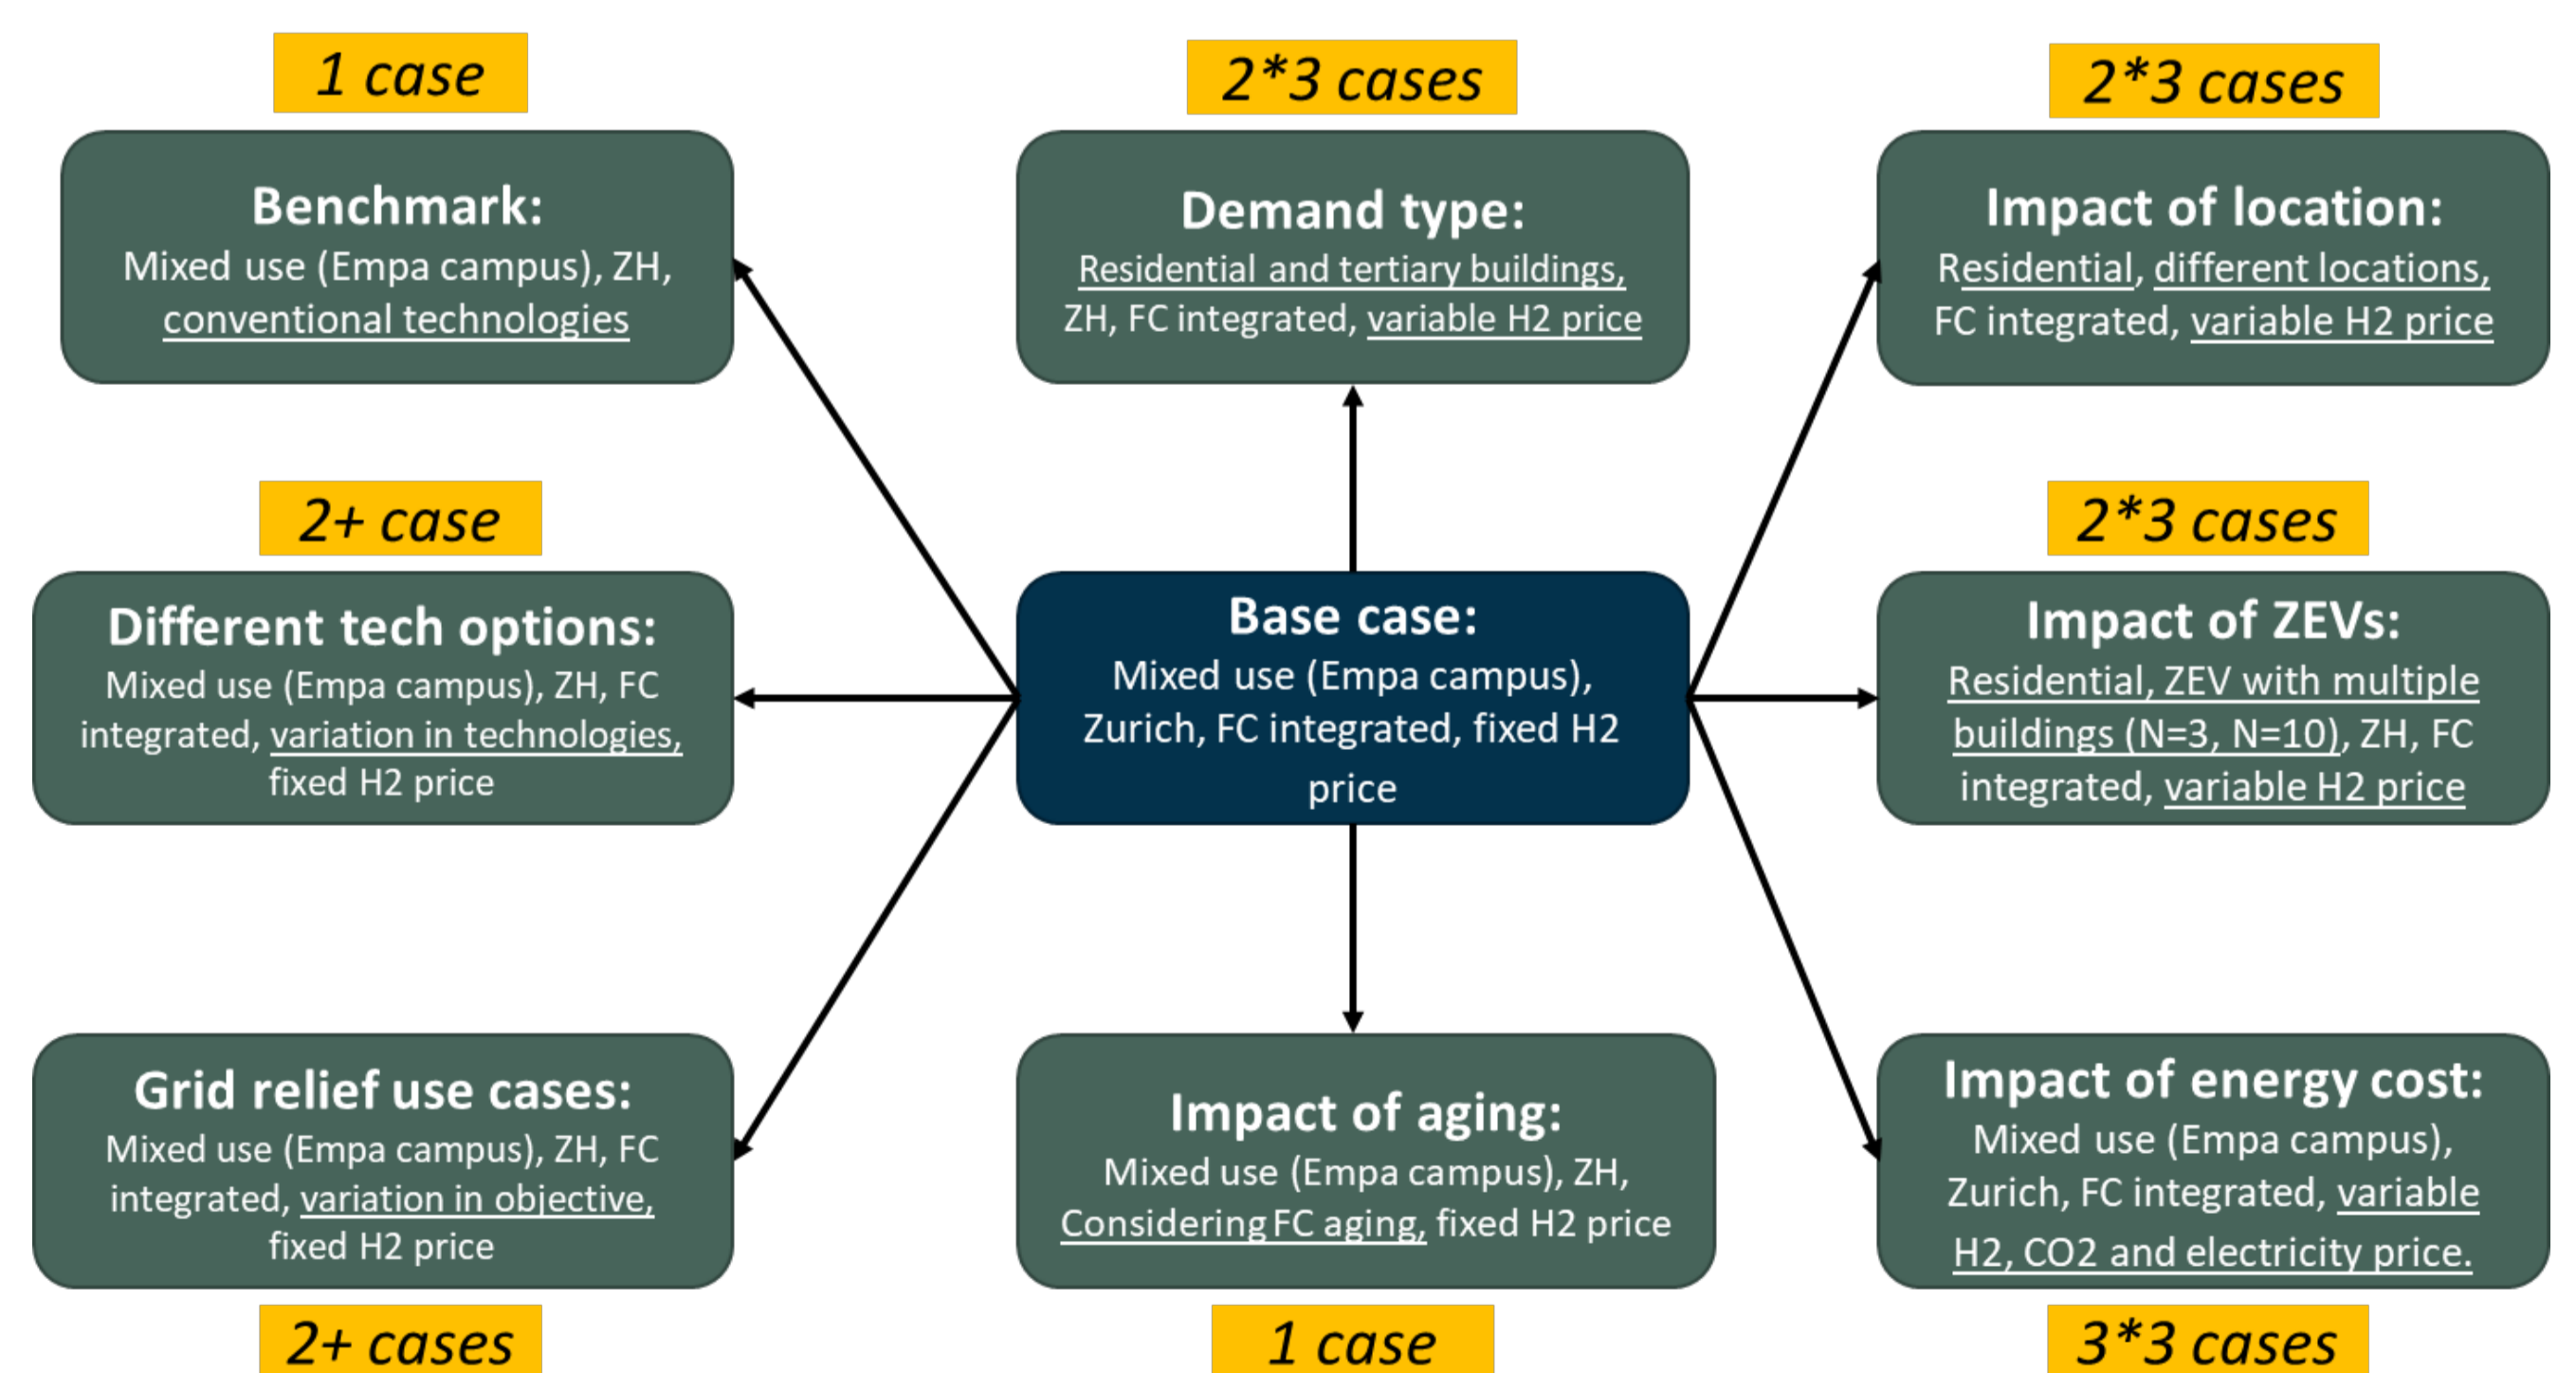 1 case
Benchmark:
Mixed use (Empa campus), ZH,
conventional technologies
2*3 cases
Demand type:
Residential and tertiary buildings,
ZH, FC integrated, variable H2 price
2*3 cases
Impact of location:
Residential, different locations,
FC integrated, variable H2 price
2+ case
Different tech options:
Mixed use (Empa campus), ZH, FC
integrated, variation in technologies,
fixed H2 price
Base case:
Mixed use (Empa campus),
Zurich, FC integrated, fixed H2
price
2*3 cases
Impact of ZEVs:
Residential, ZEV with multiple
buildings (N=3, N=10), ZH, FC
integrated, variable H2 price
Grid relief use cases:
Mixed use (Empa campus), ZH, FC
integrated, variation in objective,
fixed H2 price
2+ cases
Impact of aging:
Mixed use (Empa campus), ZH,
Considering FC aging, fixed H2 price
1 case
Impact of energy cost:
Mixed use (Empa campus),
Zurich, FC integrated, variable
H2, CO2 and electricity price.
3*3 cases